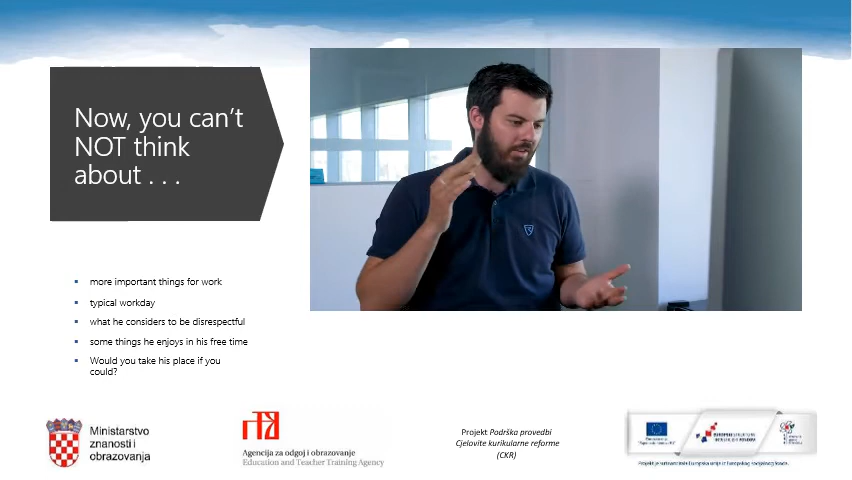 Now, you can't
NOT think
about . . .
more important things for work
typical workday
what he considers to be disrespectful
some things he enjoys in his free time
Would you take his place if you
could?
Ministarstvo
znanosti i
obrazovanja
Agencija za odgoj i obrazovanje
Education and Teacher Training Agency
Projekt Podrška provedbi
Cjelovite kurikularne reforme
(CKR)